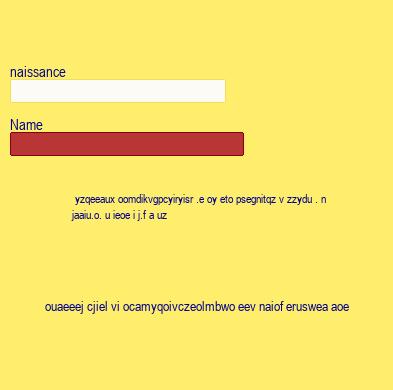 naissance
Name
yzqeeaux oomdikvgpcyiryisr .e oy eto psegnitqz v zzydu . n
jaaiu.o. u ieoe i j.f a uz
ouaeeej cjiel vi ocamyqoivczeolmbwo eev naiof eruswea aoe